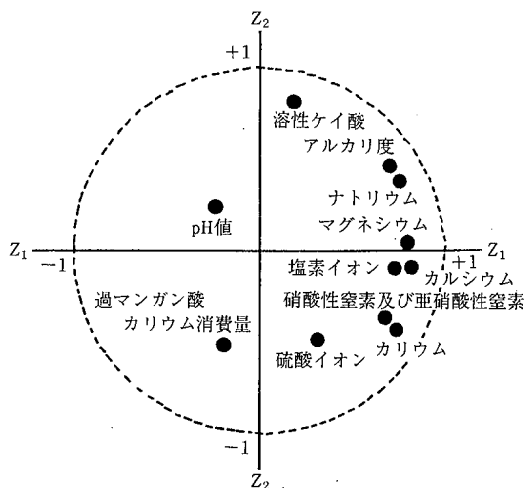 Z₂
+1
溶性ケイ酸
アルカリ度
ナトリウム
pH値
マグネシウム
Z₁
−1
+1
Z₁
塩素イオン
カルシウム
過マンガン酸
カリウム消費量
硝酸性窒素及び亜硝酸性窒素
硫酸イオン
カリウム
−1
Z₂